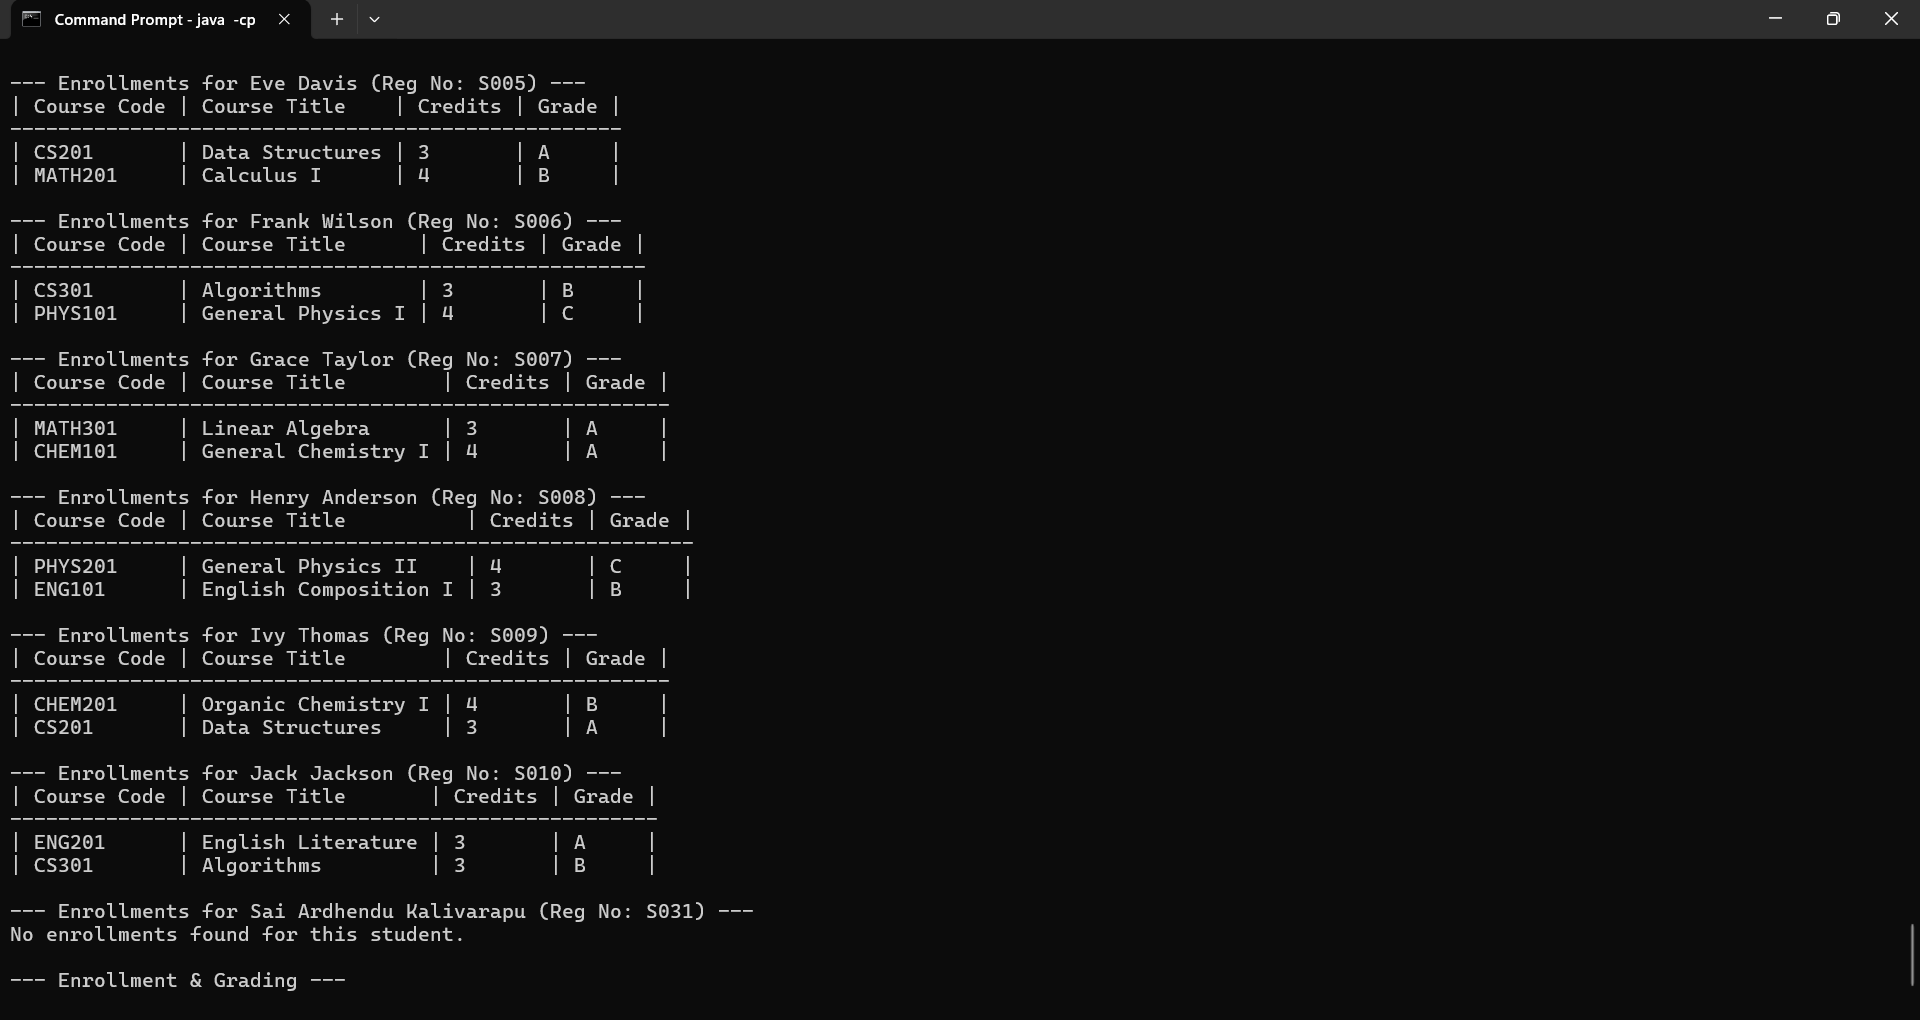 Command Prompt - java -cp
--- Enrollments for Eve Davis (Reg No: S005) ---
| Course Code | Course Title    | Credits | Grade |
---------------------------------------------------
| CS201       | Data Structures | 3       | A     |
| MATH201     | Calculus I      | 4       | B     |
--- Enrollments for Frank Wilson (Reg No: S006) ---
| Course Code | Course Title      | Credits | Grade |
-----------------------------------------------------
| CS301       | Algorithms        | 3       | B     |
| PHYS101     | General Physics I | 4       | C     |
--- Enrollments for Grace Taylor (Reg No: S007) ---
| Course Code | Course Title        | Credits | Grade |
-------------------------------------------------------
| MATH301     | Linear Algebra      | 3       | A     |
| CHEM101     | General Chemistry I | 4       | A     |
--- Enrollments for Henry Anderson (Reg No: S008) ---
| Course Code | Course Title          | Credits | Grade |
---------------------------------------------------------
| PHYS201     | General Physics II    | 4       | C     |
| ENG101      | English Composition I | 3       | B     |
--- Enrollments for Ivy Thomas (Reg No: S009) ---
| Course Code | Course Title        | Credits | Grade |
-------------------------------------------------------
| CHEM201     | Organic Chemistry I | 4       | B     |
| CS201       | Data Structures     | 3       | A     |
--- Enrollments for Jack Jackson (Reg No: S010) ---
| Course Code | Course Title       | Credits | Grade |
------------------------------------------------------
| ENG201      | English Literature | 3       | A     |
| CS301       | Algorithms         | 3       | B     |
--- Enrollments for Sai Ardhendu Kalivarapu (Reg No: S031) ---
No enrollments found for this student.
--- Enrollment & Grading ---